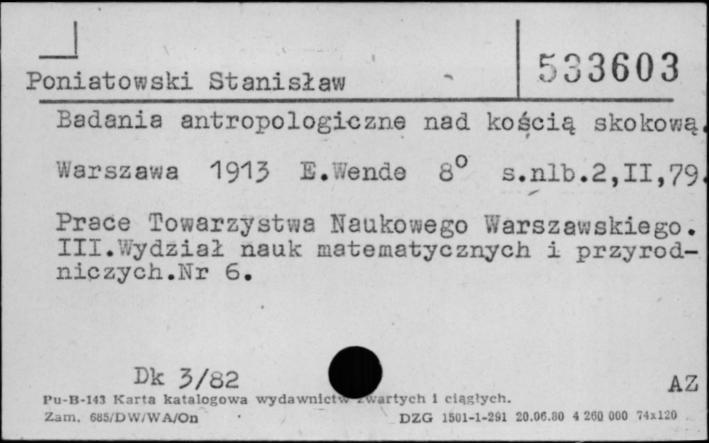 533603
Poniatowski Stanisław
Badania antropologiczne nad kością skokową.
Warszawa 1913 E.Wende 8° s.nlb.2,II,79.
Prace Towarzystwa Naukowego Warszawskiego.
III.Wydział nauk matematycznych i przyrod-
niczych.Nr 6.
Dk 3/82
AZ
Pu-B-143 Karta katalogowa wydawnictw zwartych i ciągłych.
Zam. 685/DW/WA/On DZG 1501-1-291 20.06.80 4 260 000 74x120